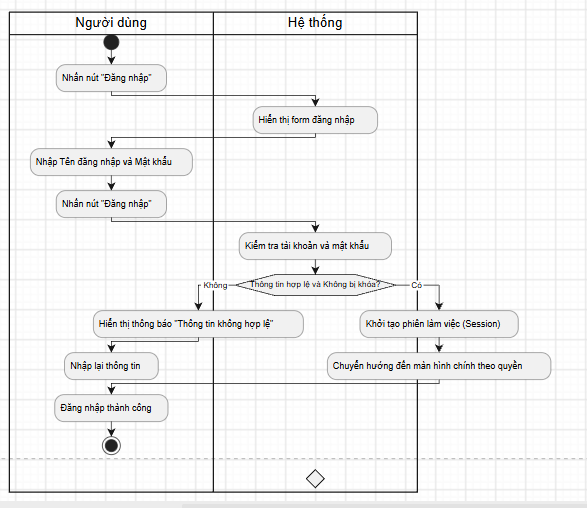 Người dùng
Hệ thống
Nhấn nút "Đăng nhập"
Hiển thị form đăng nhập
Nhập Tên đăng nhập và Mật khẩu
Nhấn nút "Đăng nhập"
Kiểm tra tài khoản và mật khẩu
Không
Thông tin hợp lệ và Không bị khóa?
Có
Hiển thị thông báo "Thông tin không hợp lệ"
Khởi tạo phiên làm việc (Session)
Nhập lại thông tin
Chuyển hướng đến màn hình chính theo quyền
Đăng nhập thành công